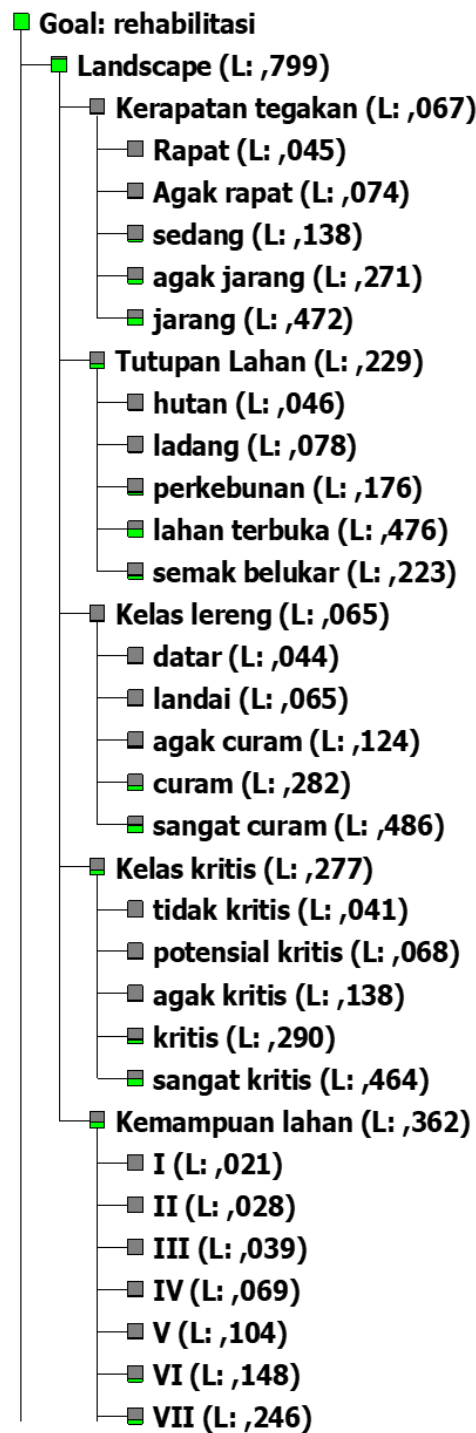 Goal: rehabilitasi
Landscape (L: ,799)
Kerapatan tegakan (L: ,067)
Rapat (L: ,045)
Agak rapat (L: ,074)
sedang (L: ,138)
agak jarang (L: ,271)
jarang (L: ,472)
Tutupan Lahan (L: ,229)
hutan (L: ,046)
ladang (L: ,078)
perkebunan (L: ,176)
lahan terbuka (L: ,476)
semak belukar (L: ,223)
Kelas lereng (L: ,065)
datar (L: ,044)
landai (L: ,065)
agak curam (L: ,124)
curam (L: ,282)
sangat curam (L: ,486)
Kelas kritis (L: ,277)
tidak kritis (L: ,041)
potensial kritis (L: ,068)
agak kritis (L: ,138)
kritis (L: ,290)
sangat kritis (L: ,464)
Kemampuan lahan (L: ,362)
I (L: ,021)
II (L: ,028)
III (L: ,039)
IV (L: ,069)
V (L: ,104)
VI (L: ,148)
VII (L: ,246)